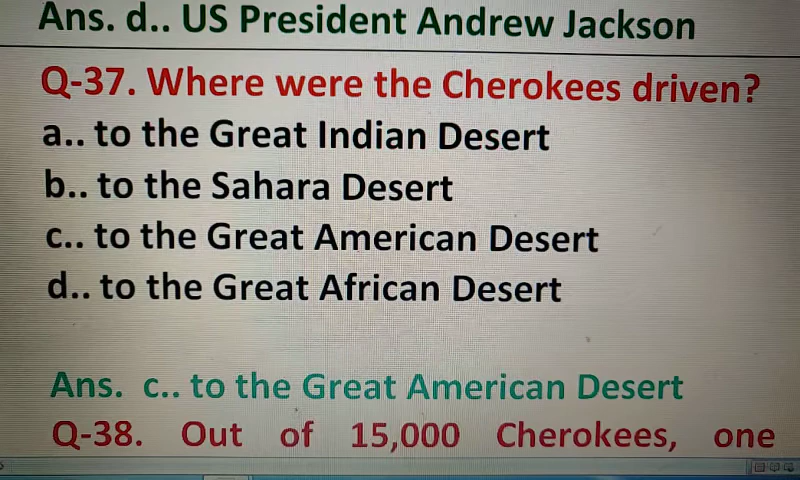 Ans. d.. US President Andrew Jackson
Q-37. Where were the Cherokees driven?
a.. to the Great Indian Desert
b.. to the Sahara Desert
c.. to the Great American Desert
d.. to the Great African Desert
Ans. c.. to the Great American Desert
Q-38. Out of 15,000 Cherokees, one